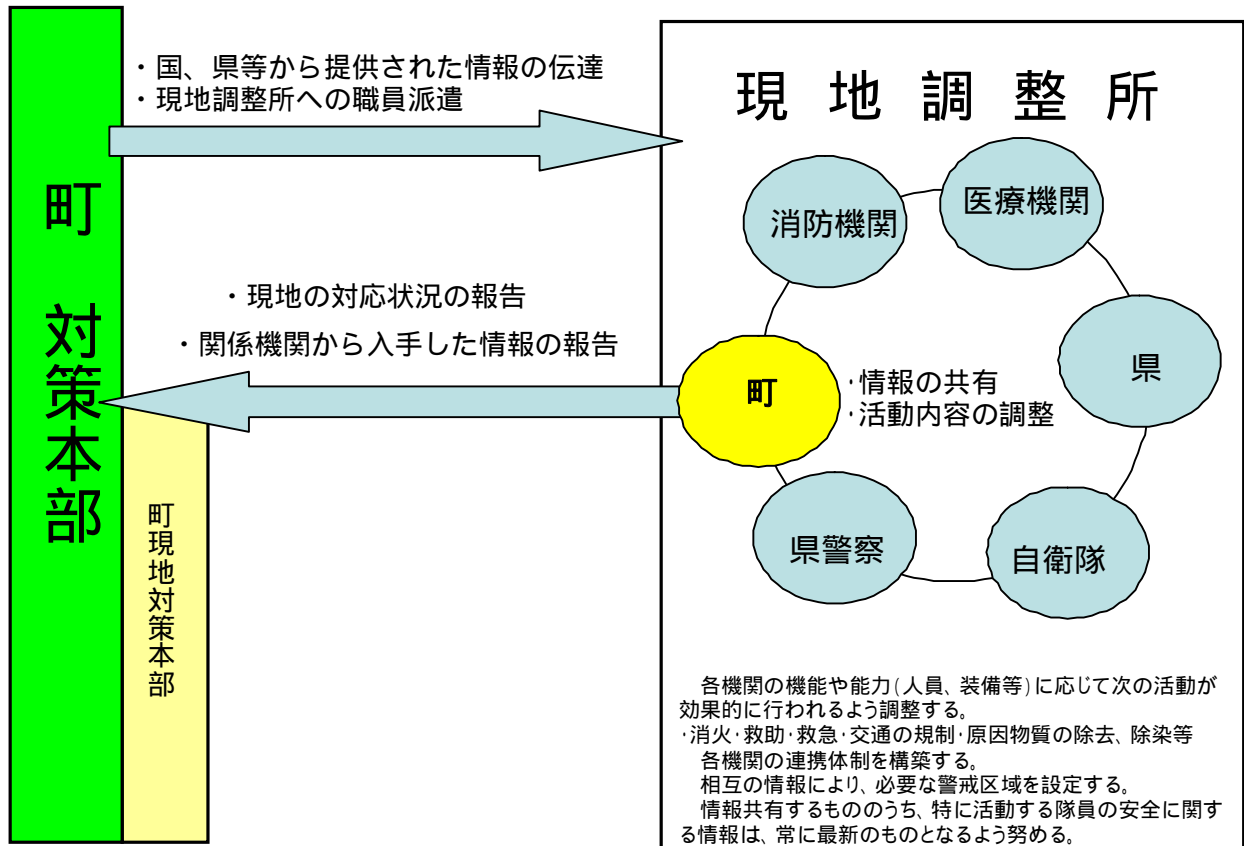 町 対策本部
町現地対策本部
・国、県等から提供された情報の伝達
・現地調整所への職員派遣
・現地の対応状況の報告
・関係機関から入手した情報の報告
現地調整所
消防機関
医療機関
県
自衛隊
県警察
町
・情報の共有
・活動内容の調整
各機関の機能や能力(人員、装備等)に応じて次の活動が
効果的に行われるよう調整する。
・消火・救助・救急・交通の規制・原因物質の除去、除染等
各機関の連携体制を構築する。
相互の情報により、必要な警戒区域を設定する。
情報共有するもののうち、特に活動する隊員の安全に関す
る情報は、常に最新のものとなるよう努める。